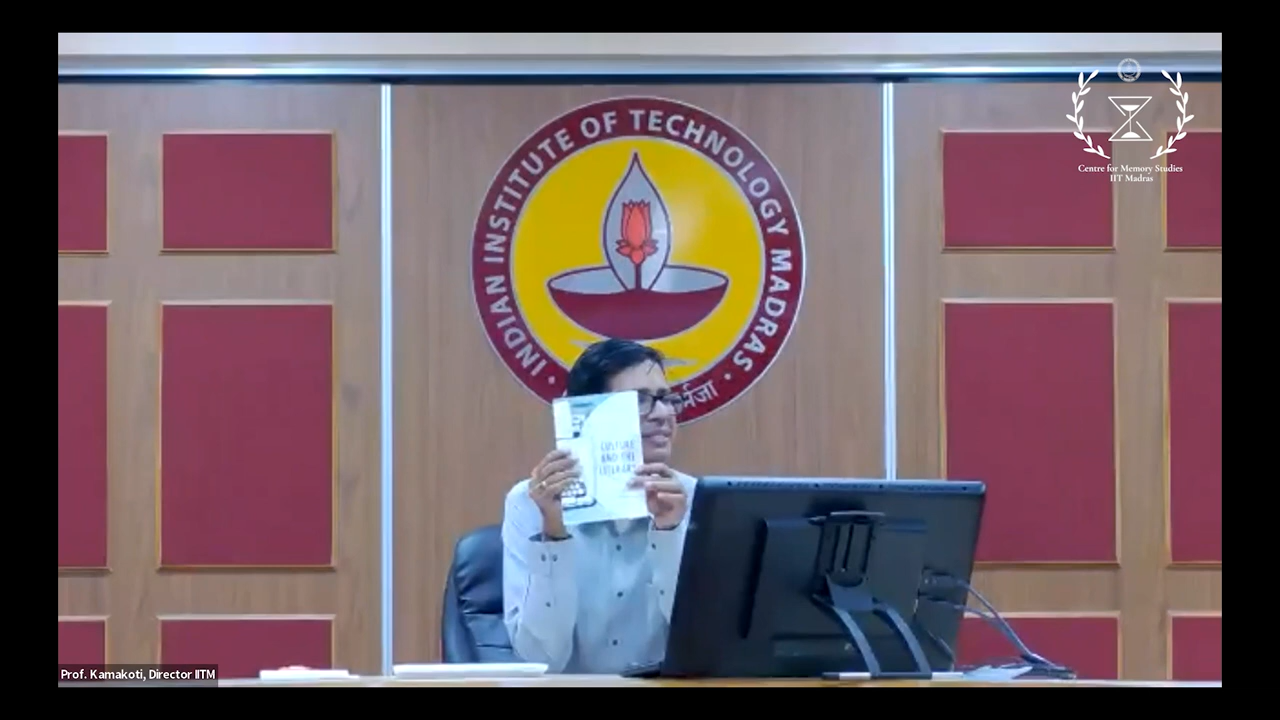 INDIAN INSTITUTE OF TECHNOLOGY MADRAS
Centre for Memory Studies
IIT Madras
CULTURE
AND THE
LITERARY
Prof. Kamakoti, Director IITM